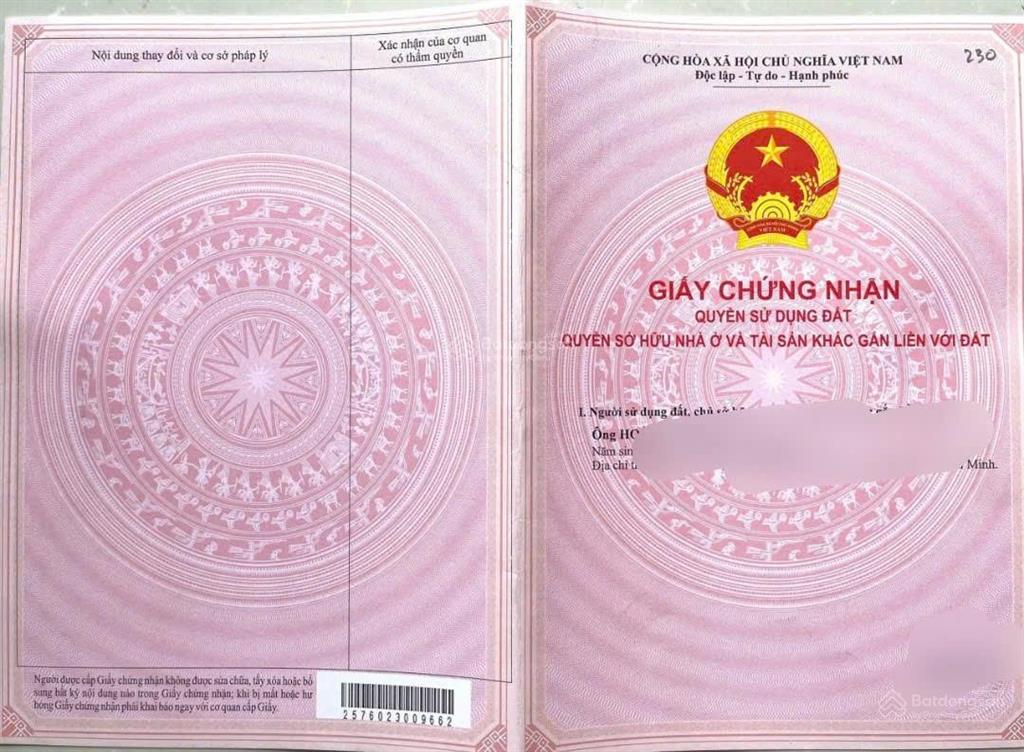 Nội dung thay đổi và cơ sở pháp lý
Xác nhận của cơ quan
có thẩm quyền
Người được cấp Giấy chứng nhận không được sửa chữa, tẩy xóa hoặc bổ
sung bất kỳ nội dung nào trong Giấy chứng nhận; khi bị mất hoặc hư
hỏng Giấy chứng nhận phải khai báo ngay với cơ quan cấp Giấy.
2576023009662
230
CỘNG HÒA XÃ HỘI CHỦ NGHĨA VIỆT NAM
Độc lập - Tự do - Hạnh phúc
VIỆT NAM
GIẤY CHỨNG NHẬN
QUYỀN SỬ DỤNG ĐẤT
QUYỀN SỞ HỮU NHÀ Ở VÀ TÀI SẢN KHÁC GẮN LIỀN VỚI ĐẤT
I. Người sử dụng đất, chủ sở
Ông
Năm
Địa chỉ Minh.
Batdongsan